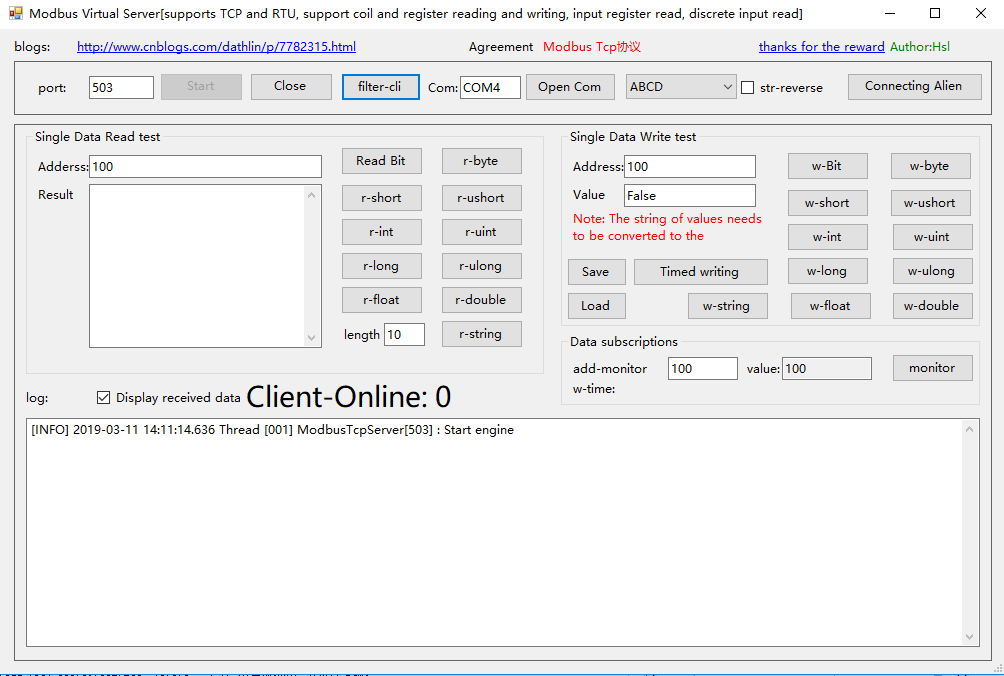 Modbus Virtual Server[supports TCP and RTU, support coil and register reading and writing, input register read, discrete input read]
blogs: http://www.cnblogs.com/dathlin/p/7782315.html Agreement Modbus Tcp协议 thanks for the reward Author:Hsl
port: 503 Start Close filter-cli Com: COM4 Open Com ABCD str-reverse Connecting Alien
Single Data Read test
Adderss: 100 Read Bit r-byte
Result r-short r-ushort
r-int r-uint
r-long r-ulong
r-float r-double
length 10 r-string
Single Data Write test
Address: 100 w-Bit w-byte
Value False w-short w-ushort
Note: The string of values needs
to be converted to the w-int w-uint
Save Timed writing w-long w-ulong
Load w-string w-float w-double
Data subscriptions
add-monitor 100 value: 100 monitor
w-time:
log: Display received data Client-Online: 0
[INFO] 2019-03-11 14:11:14.636 Thread [001] ModbusTcpServer[503] : Start engine